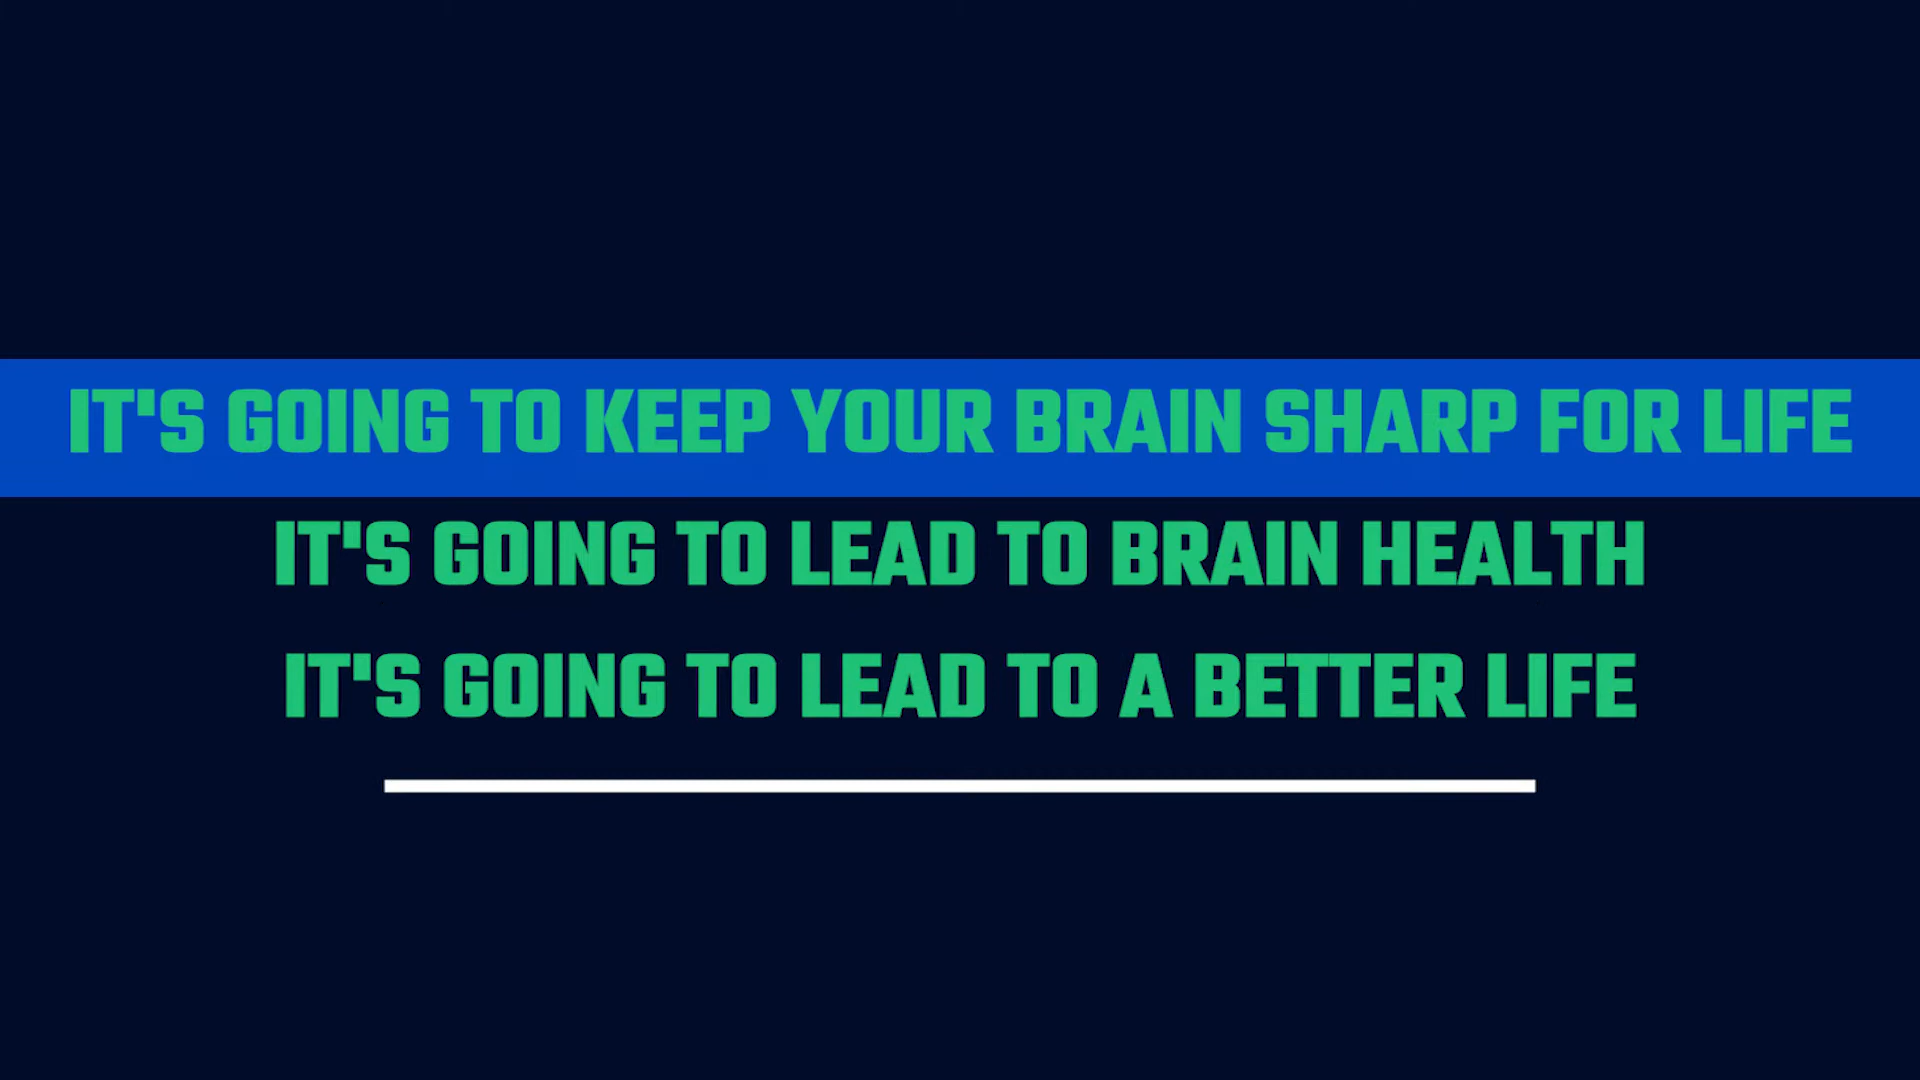 IT'S GOING TO KEEP YOUR BRAIN SHARP FOR LIFE
IT'S GOING TO LEAD TO BRAIN HEALTH
IT'S GOING TO LEAD TO A BETTER LIFE